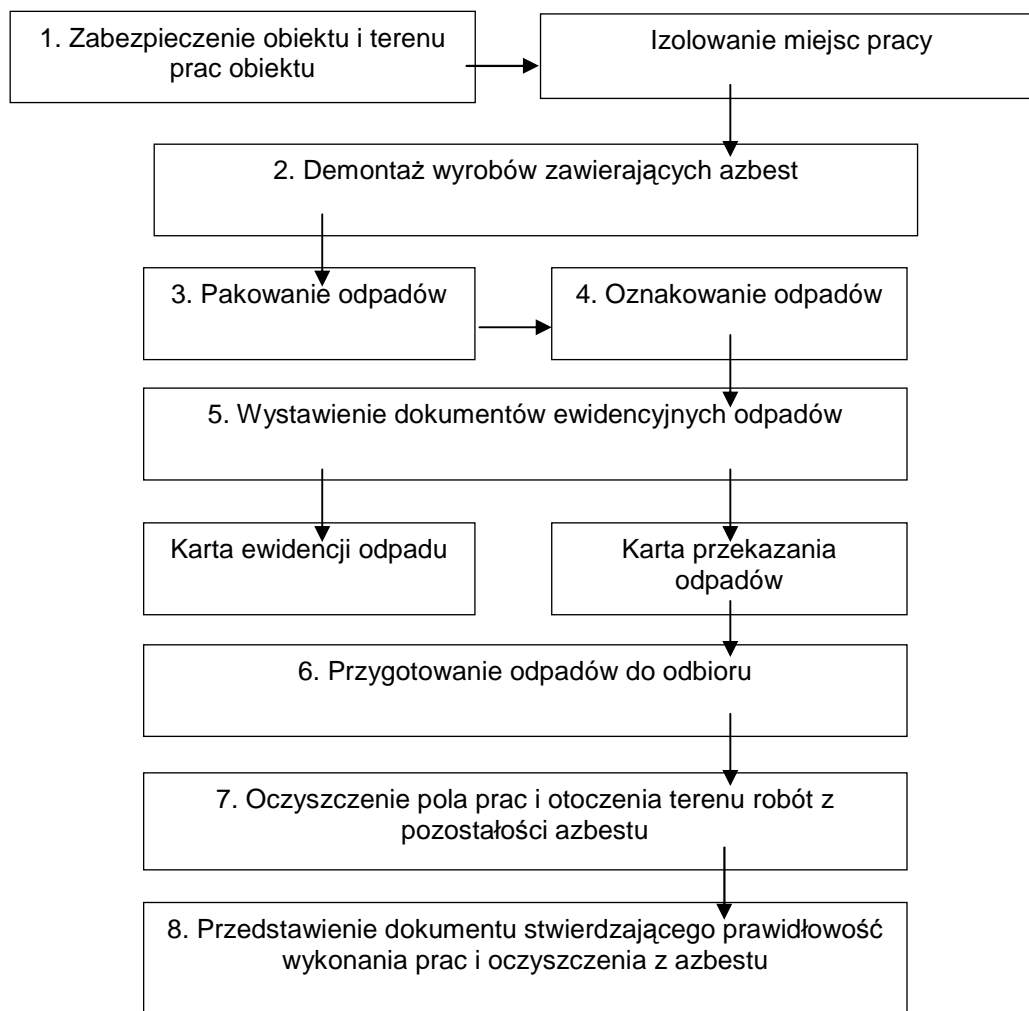 1. Zabezpieczenie obiektu i terenu
prac obiektu
Izolowanie miejsc pracy
2. Demontaż wyrobów zawierających azbest
3. Pakowanie odpadów
4. Oznakowanie odpadów
5. Wystawienie dokumentów ewidencyjnych odpadów
Karta ewidencji odpadu
Karta przekazania
odpadów
6. Przygotowanie odpadów do odbioru
7. Oczyszczenie pola prac i otoczenia terenu robót z
pozostałości azbestu
8. Przedstawienie dokumentu stwierdzającego prawidłowość
wykonania prac i oczyszczenia z azbestu